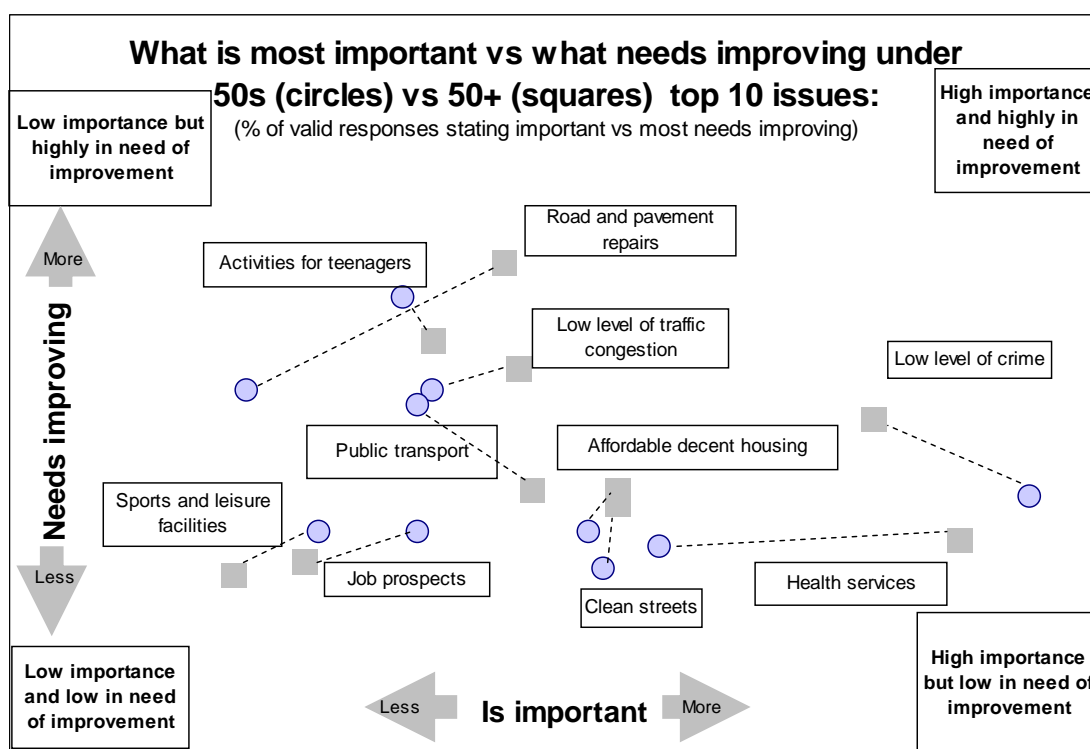 What is most important vs what needs improving under
50s (circles) vs 50+ (squares) top 10 issues:
(% of valid responses stating important vs most needs improving)
Low importance but
highly in need of
improvement
High importance
and highly in
need of
improvement
Road and pavement
repairs
Activities for teenagers
More
Needs improving
Less
Low level of traffic
congestion
Low level of crime
Public transport
Affordable decent housing
Sports and leisure
facilities
Job prospects
Health services
Clean streets
Low importance
and low in need
of improvement
Less
Is important
More
High importance
but low in need of
improvement